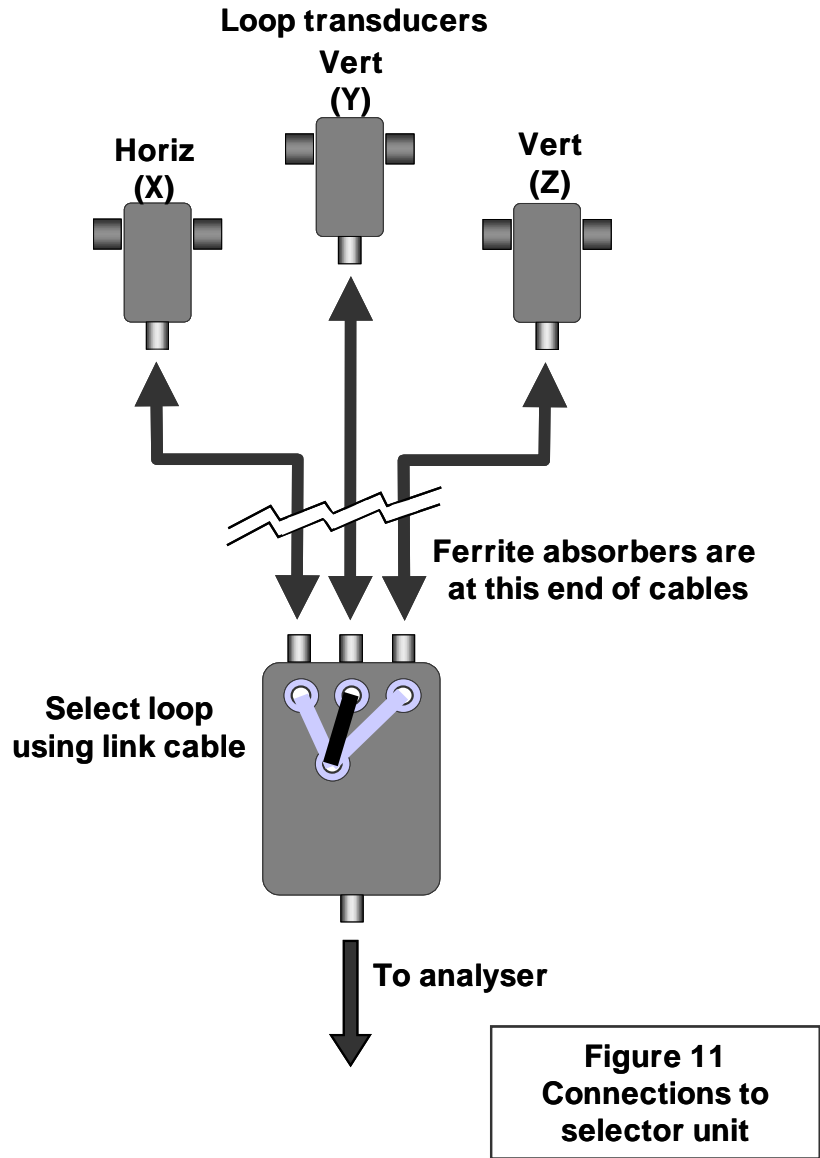 Loop transducers
Vert
(Y)
Horiz
(X)
Vert
(Z)
Ferrite absorbers are
at this end of cables
Select loop
using link cable
To analyser
Figure 11
Connections to
selector unit